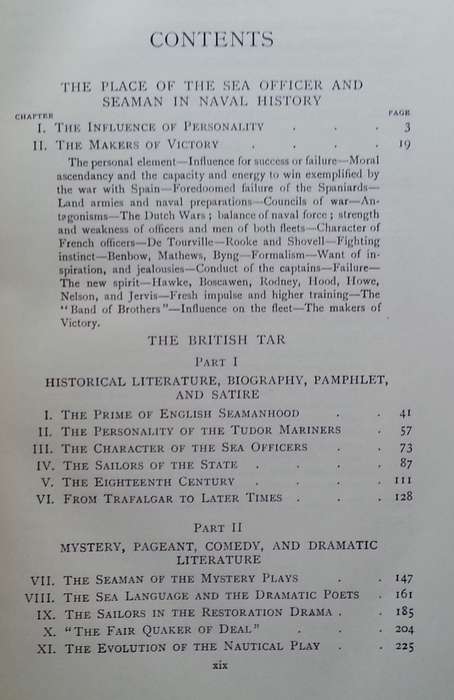 CONTENTS
THE PLACE OF THE SEA OFFICER AND
SEAMAN IN NAVAL HISTORY
CHAPTER PAGE
I. The Influence of Personality . . . 3
II. The Makers of Victory . . . . 19
The personal element—Influence for success or failure—Moral
ascendancy and the capacity and energy to win exemplified by
the war with Spain—Foredoomed failure of the Spaniards—
Land armies and naval preparations—Councils of war—An-
tagonisms—The Dutch Wars; balance of naval force; strength
and weakness of officers and men of both fleets—Character of
French officers—De Tourville—Rooke and Shovell—Fighting
instinct—Benbow, Mathews, Byng—Formalism—Want of in-
spiration, and jealousies—Conduct of the captains—Failure—
The new spirit—Hawke, Boscawen, Rodney, Hood, Howe,
Nelson, and Jervis—Fresh impulse and higher training—The
"Band of Brothers"—Influence on the fleet—The makers of
Victory.
THE BRITISH TAR
Part I
HISTORICAL LITERATURE, BIOGRAPHY, PAMPHLET,
AND SATIRE
I. The Prime of English Seamanhood . . 41
II. The Personality of the Tudor Mariners . 57
III. The Character of the Sea Officers . . 73
IV. The Sailors of the State . . . . 87
V. The Eighteenth Century . . . . 111
VI. From Trafalgar to Later Times . . . 128
Part II
MYSTERY, PAGEANT, COMEDY, AND DRAMATIC
LITERATURE
VII. The Seaman of the Mystery Plays . . 147
VIII. The Sea Language and the Dramatic Poets . 161
IX. The Sailors in the Restoration Drama . . 185
X. "The Fair Quaker of Deal" . . . 204
XI. The Evolution of the Nautical Play . . 225
xix